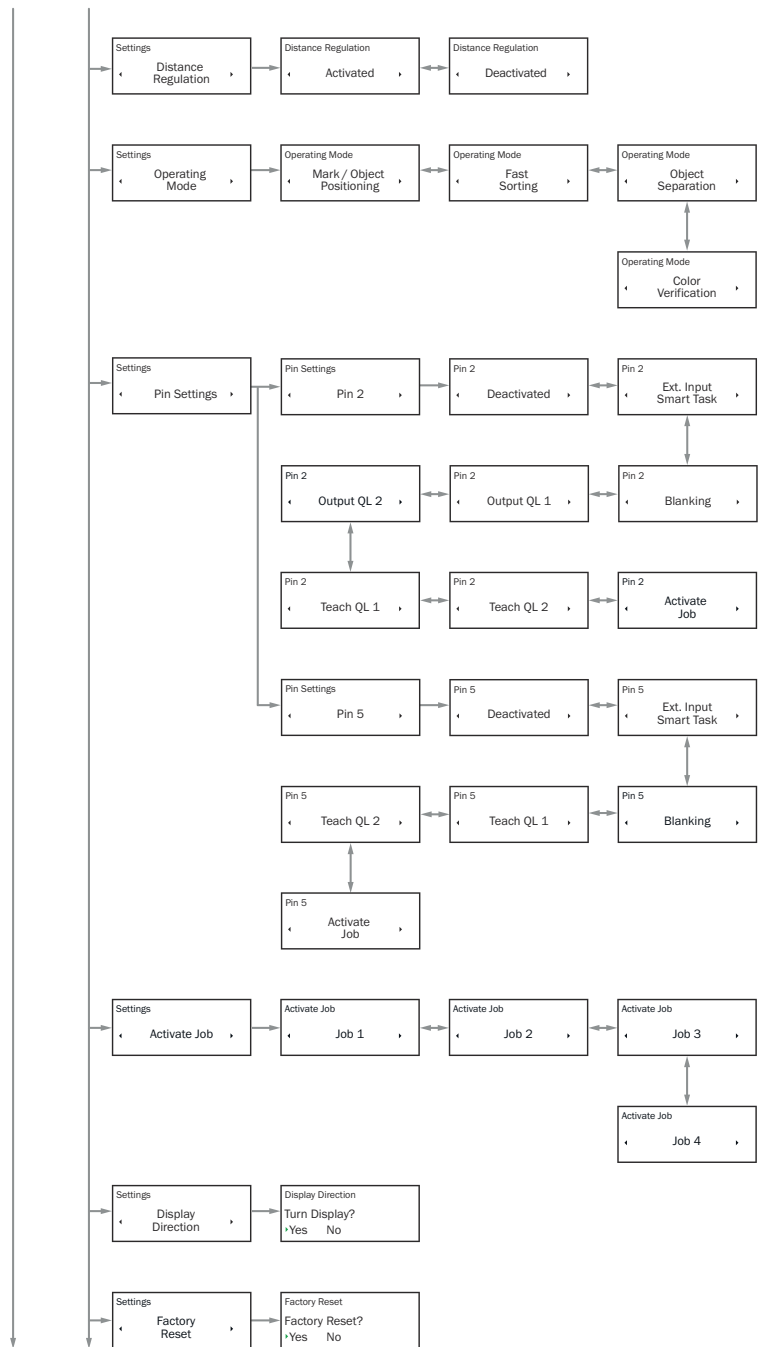 Settings
Distance
Regulation
Distance Regulation
Activated
Distance Regulation
Deactivated
Settings
Operating
Mode
Operating Mode
Mark / Object
Positioning
Operating Mode
Fast
Sorting
Operating Mode
Object
Separation
Operating Mode
Color
Verification
Settings
Pin Settings
Pin Settings
Pin 2
Pin 2
Deactivated
Pin 2
Ext. Input
Smart Task
Pin 2
Output QL 2
Pin 2
Output QL 1
Pin 2
Blanking
Pin 2
Teach QL 1
Pin 2
Teach QL 2
Pin 2
Activate
Job
Pin Settings
Pin 5
Pin 5
Deactivated
Pin 5
Ext. Input
Smart Task
Pin 5
Teach QL 2
Pin 5
Teach QL 1
Pin 5
Blanking
Pin 5
Activate
Job
Settings
Activate Job
Activate Job
Job 1
Activate Job
Job 2
Activate Job
Job 3
Activate Job
Job 4
Settings
Display
Direction
Display Direction
Turn Display?
Yes No
Settings
Factory
Reset
Factory Reset
Factory Reset?
Yes No